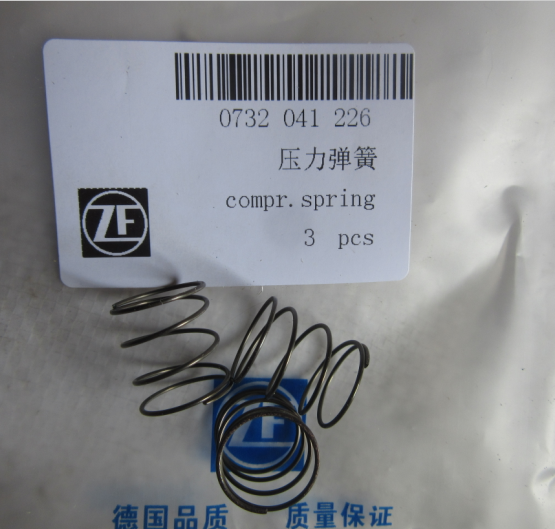 0732 041 226
压力弹簧
compr.spring
3 pcs
ZF
ZF
德国品质 质量保证